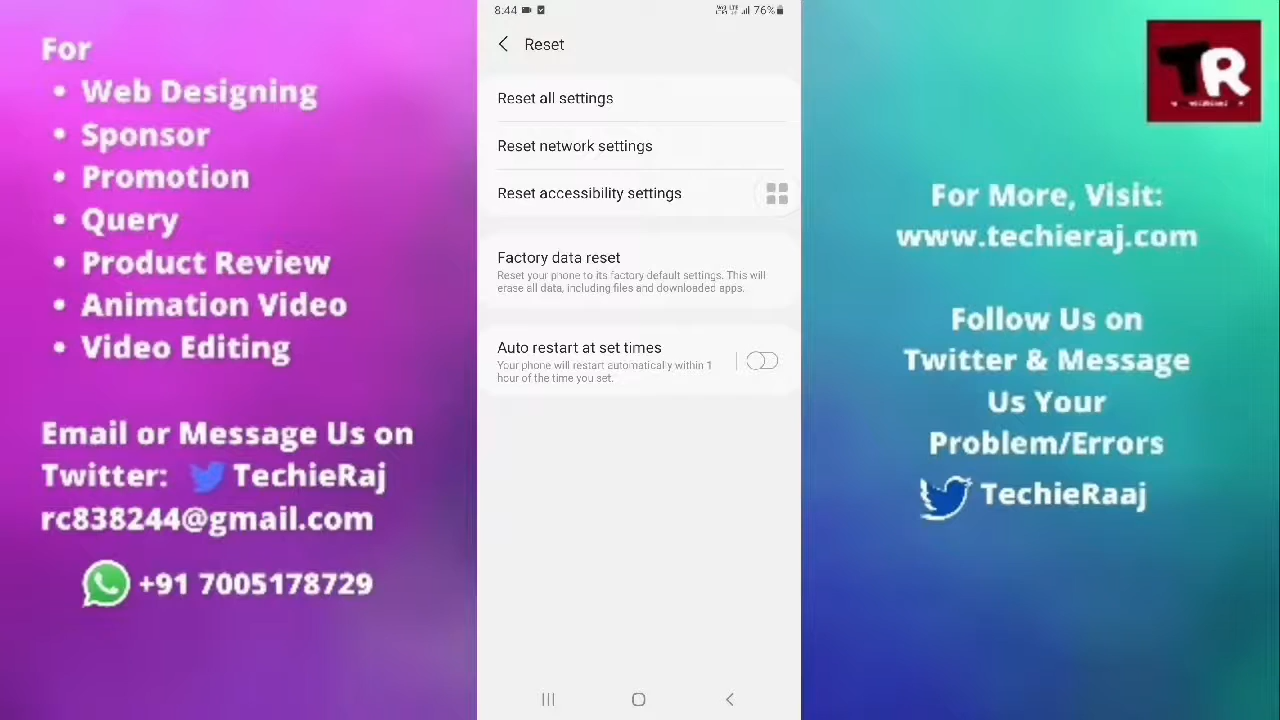 For
• Web Designing
• Sponsor
• Promotion
• Query
• Product Review
• Animation Video
• Video Editing
Email or Message Us on
Twitter: TechieRaj
rc838244@gmail.com
+91 7005178729
8:44
76%
Reset
Reset all settings
Reset network settings
Reset accessibility settings
Factory data reset
Reset your phone to its factory default settings. This will
erase all data, including files and downloaded apps.
Auto restart at set times
Your phone will restart automatically within 1
hour of the time you set.
TR
For More, Visit:
www.techieraj.com
Follow Us on
Twitter & Message
Us Your
Problem/Errors
TechieRaaj